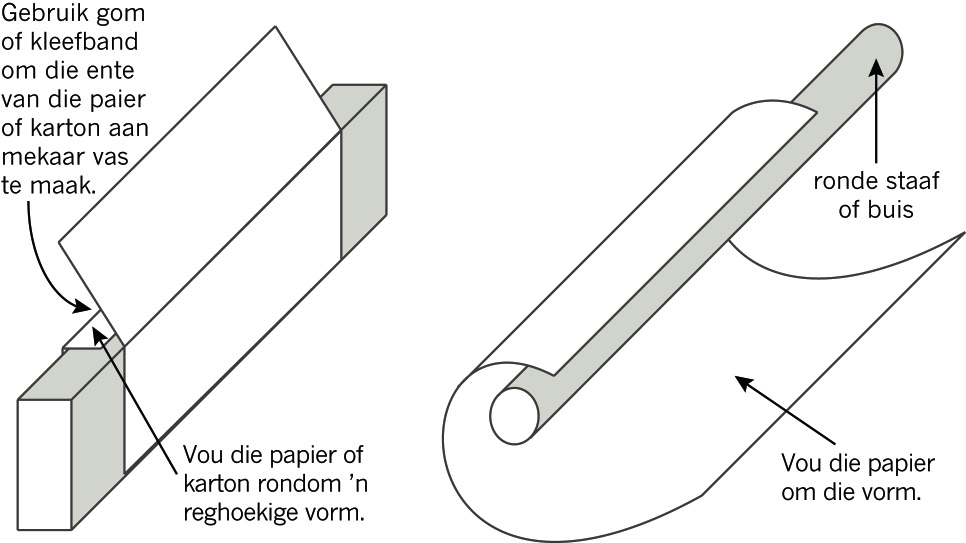 Gebruik gom
of kleefband
om die ente
van die paier
of karton aan
mekaar vas
te maak.
Vou die papier of
karton rondom ’n
reghoekige vorm.
ronde staaf
of buis
Vou die papier
om die vorm.